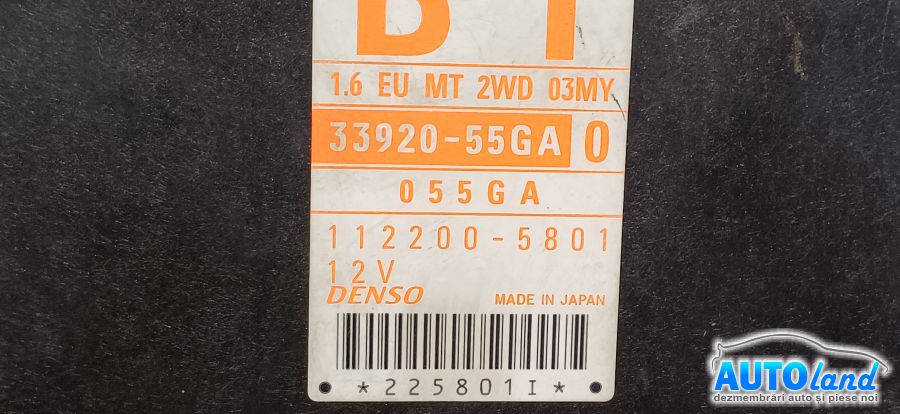 B 1
1.6 EU MT 2WD 03MY
33920-55GA 0
055GA
112200-5801
12V
DENSO MADE IN JAPAN
*225801I*
AUTOland
dezmembrări auto și piese noi